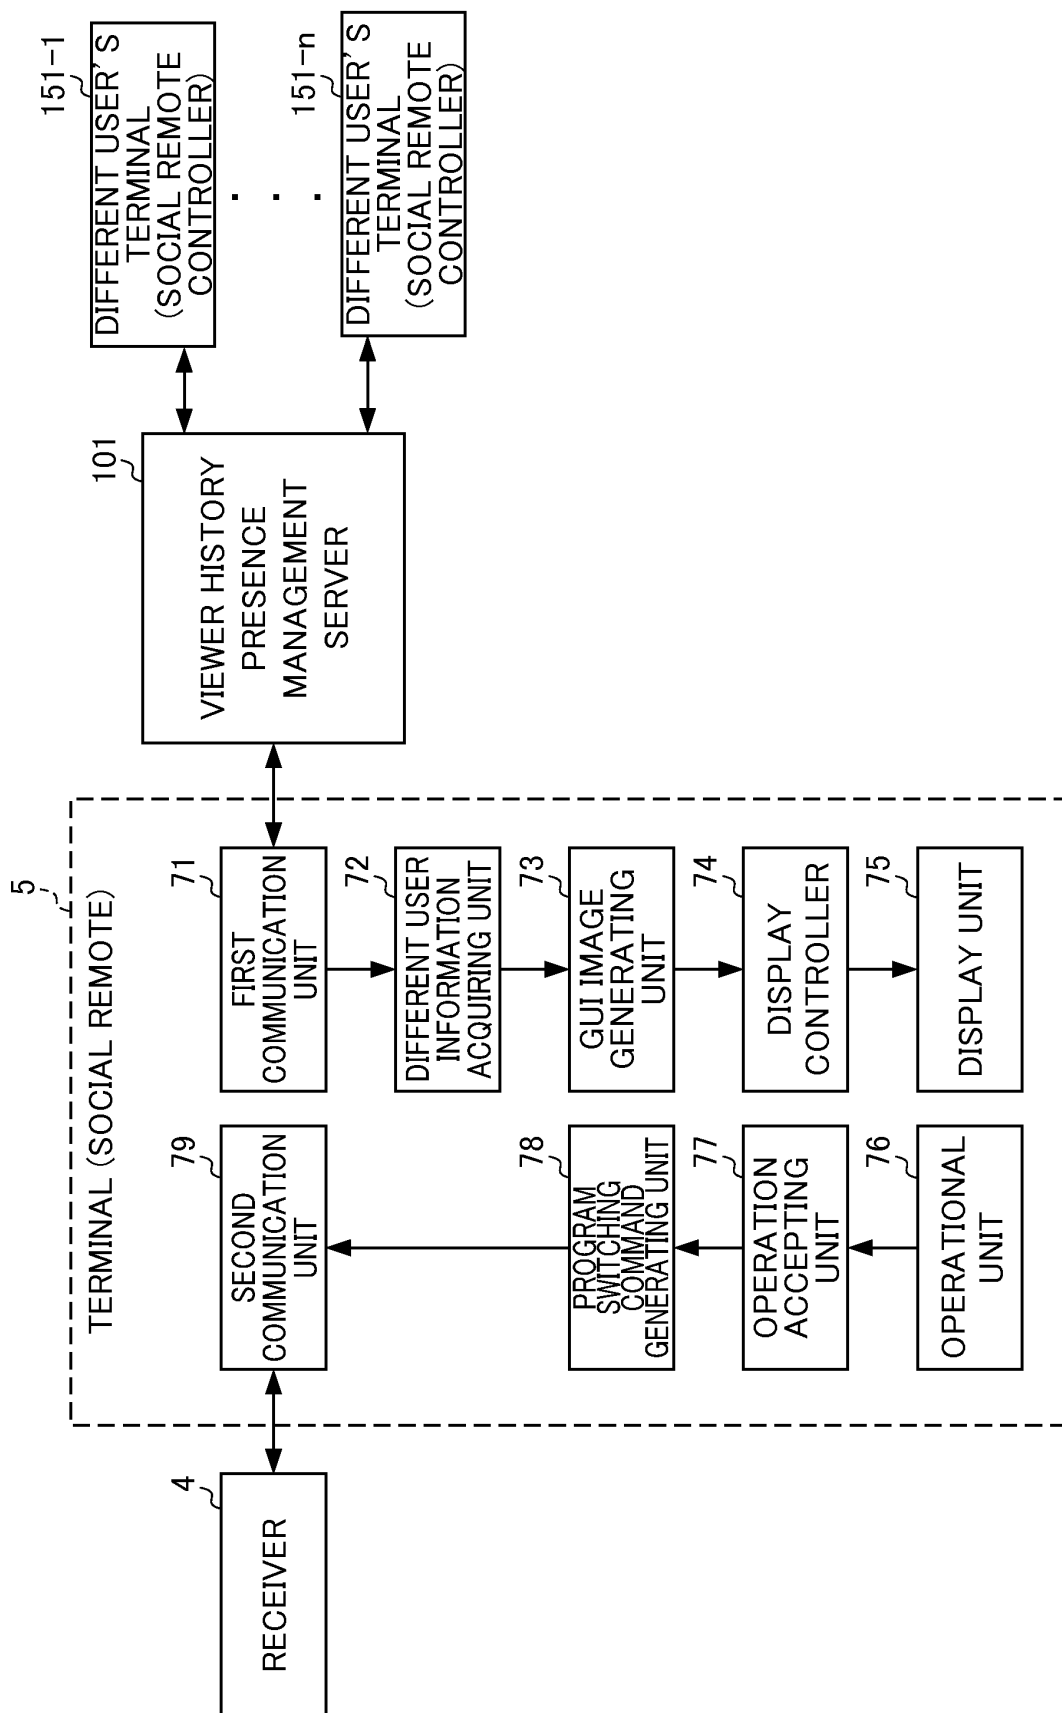 5
TERMINAL (SOCIAL REMOTE)
4
RECEIVER
79
SECOND
COMMUNICATION
UNIT
71
FIRST
COMMUNICATION
UNIT
72
DIFFERENT USER
INFORMATION
ACQUIRING UNIT
78
PROGRAM
SWITCHING
COMMAND
GENERATING UNIT
73
GUI IMAGE
GENERATING
UNIT
77
OPERATION
ACCEPTING
UNIT
74
DISPLAY
CONTROLLER
76
OPERATIONAL
UNIT
75
DISPLAY UNIT
101
VIEWER HISTORY
PRESENCE
MANAGEMENT
SERVER
151-1
DIFFERENT USER'S
TERMINAL
(SOCIAL REMOTE
CONTROLLER)
. . .
151-n
DIFFERENT USER'S
TERMINAL
(SOCIAL REMOTE
CONTROLLER)